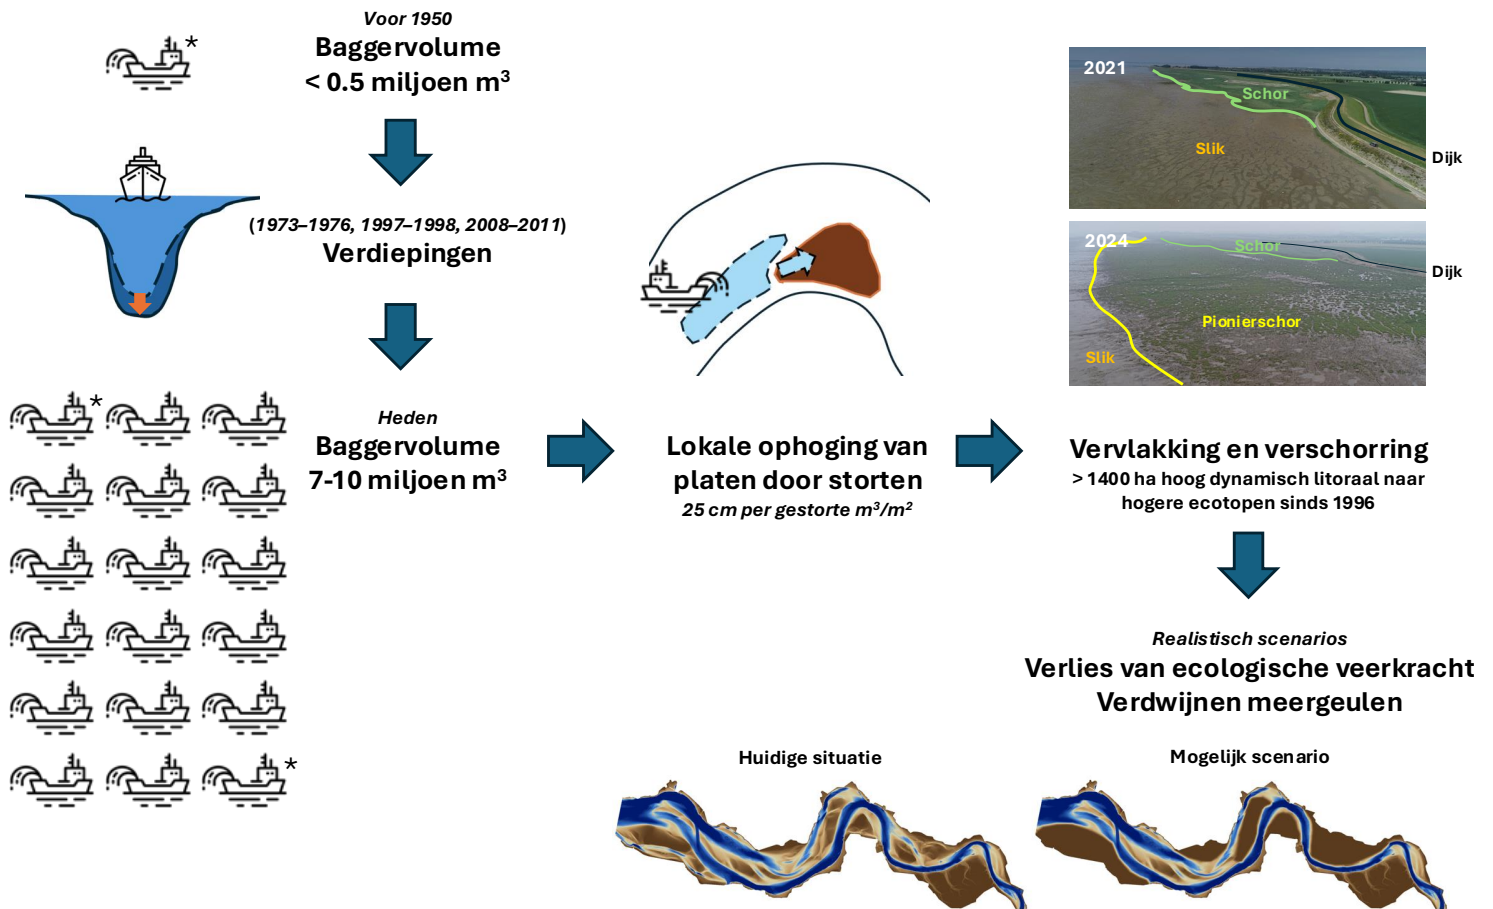 Voor 1950
Baggervolume
< 0.5 miljoen m³
*
(1973–1976, 1997–1998, 2008–2011)
Verdiepingen
*
Heden
Baggervolume
7-10 miljoen m³
*
Lokale ophoging van
platen door storten
25 cm per gestorte m³/m²
2021
Schor
Slik
Dijk
2024
Schor
Dijk
Pionierschor
Slik
Vervlakking en verschorring
> 1400 ha hoog dynamisch litoraal naar
hogere ecotopen sinds 1996
Realistisch scenarios
Verlies van ecologische veerkracht
Verdwijnen meergeulen
Huidige situatie
Mogelijk scenario